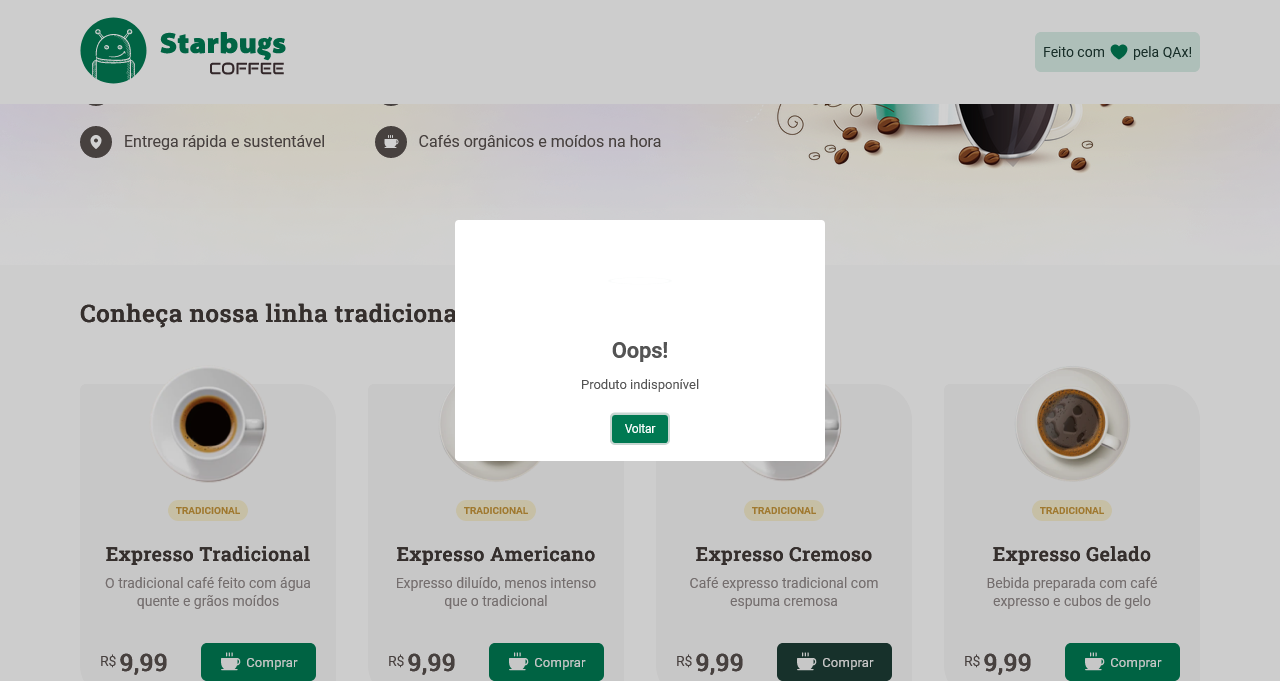 Starbugs
COFFEE
Feito com pela QAx!
Entrega rápida e sustentável
Cafés orgânicos e moídos na hora
Conheça nossa linha tradiciona
Oops!
Produto indisponível
Voltar
TRADICIONAL
Expresso Tradicional
O tradicional café feito com água
quente e grãos moídos
R$ 9,99
Comprar
TRADICIONAL
Expresso Americano
Expresso diluído, menos intenso
que o tradicional
R$ 9,99
Comprar
TRADICIONAL
Expresso Cremoso
Café expresso tradicional com
espuma cremosa
R$ 9,99
Comprar
TRADICIONAL
Expresso Gelado
Bebida preparada com café
expresso e cubos de gelo
R$ 9,99
Comprar